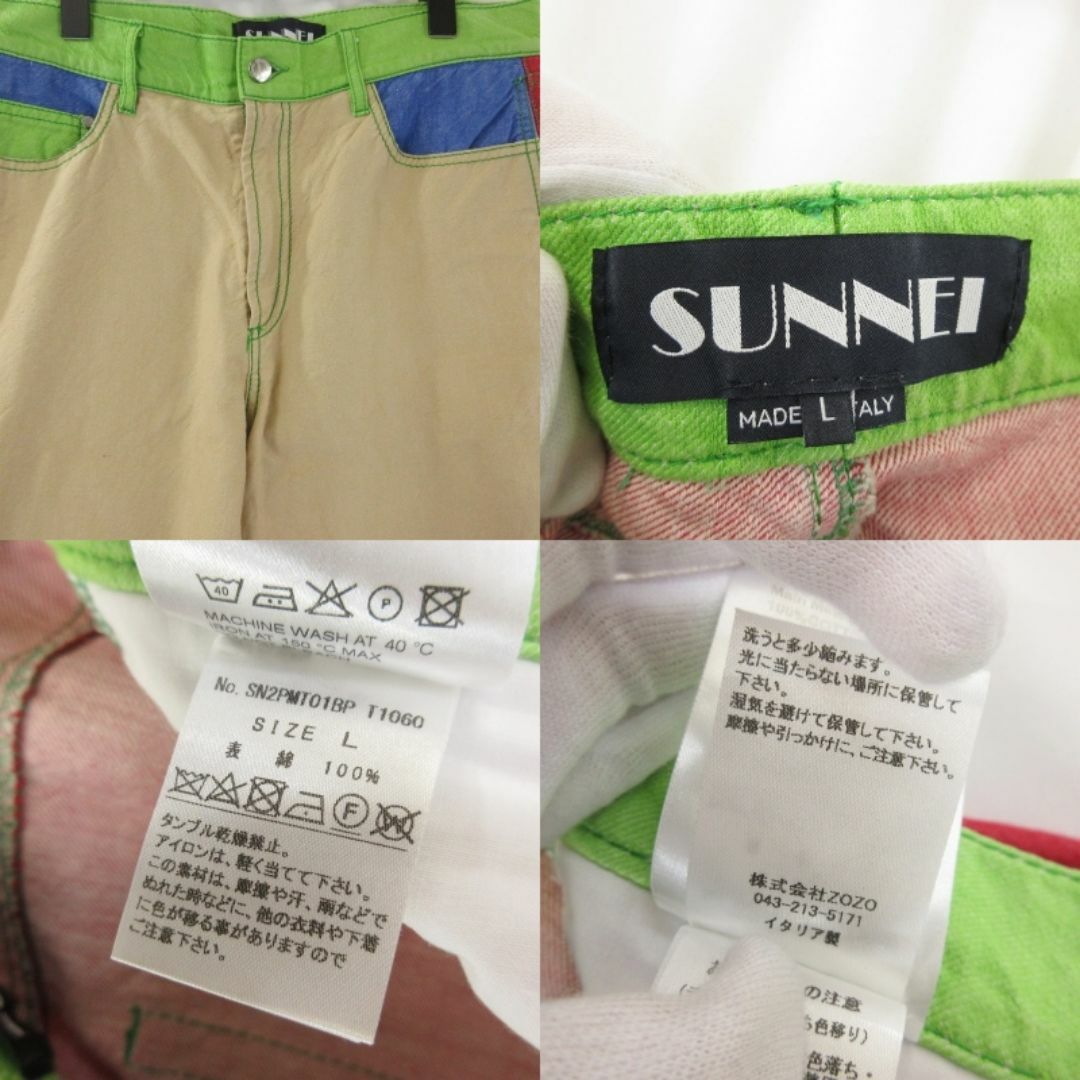 SUNNEI
SUNNEI
MADE L TALY
40 P
MACHINE WASH AT 40 °C
IRON AT 150 °C MAX
No. SN2PMT01BP T1060
SIZE L
表 綿 100%
F
タンブル乾燥禁止。
アイロンは、軽く当てて下さい。
この素材は、摩擦や汗、雨などで
ぬれた時などに、他の衣料や下着
に色が移る事がありますので
ご注意下さい。
洗うと多少縮みます。
光に当たらない場所に保管して
下さい。
湿気を避けて保管して下さい。
摩擦や引っかけに、ご注意下さい。
株式会社ZOZO
043-213-5171
イタリア製
の注意
色移り)
色落ち・